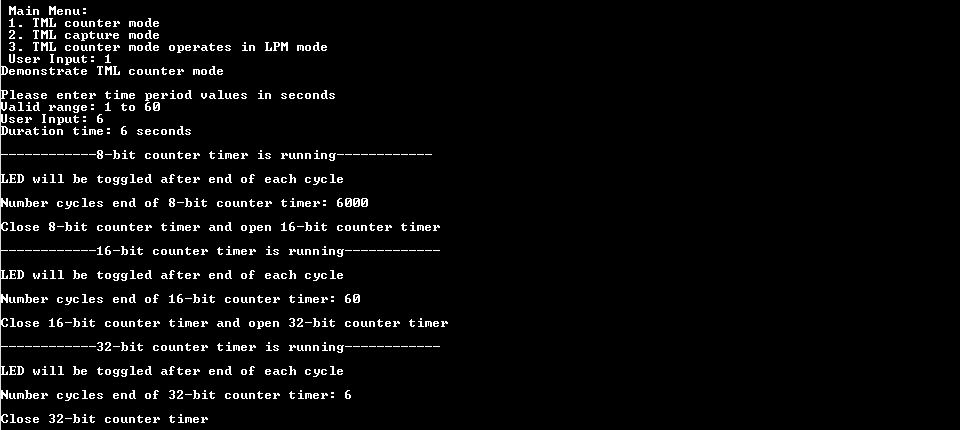 Main Menu:
1. TML counter mode
2. TML capture mode
3. TML counter mode operates in LPM mode
User Input: 1
Demonstrate TML counter mode
Please enter time period values in seconds
Valid range: 1 to 60
User Input: 6
Duration time: 6 seconds
------------8-bit counter timer is running------------
LED will be toggled after end of each cycle
Number cycles end of 8-bit counter timer: 6000
Close 8-bit counter timer and open 16-bit counter timer
------------16-bit counter timer is running------------
LED will be toggled after end of each cycle
Number cycles end of 16-bit counter timer: 60
Close 16-bit counter timer and open 32-bit counter timer
------------32-bit counter timer is running------------
LED will be toggled after end of each cycle
Number cycles end of 32-bit counter timer: 6
Close 32-bit counter timer